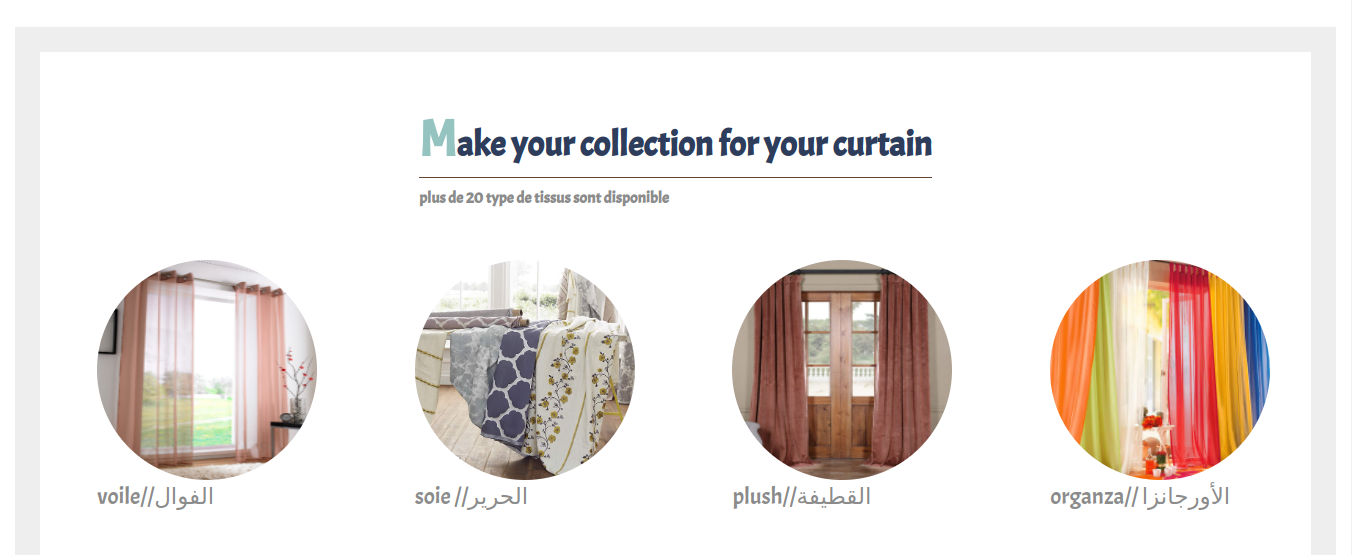 Make your collection for your curtain
plus de 20 type de tissus sont disponible
voile//الفوال
soie //الحرير
plush//القطيفة
organza// الأورجانزا